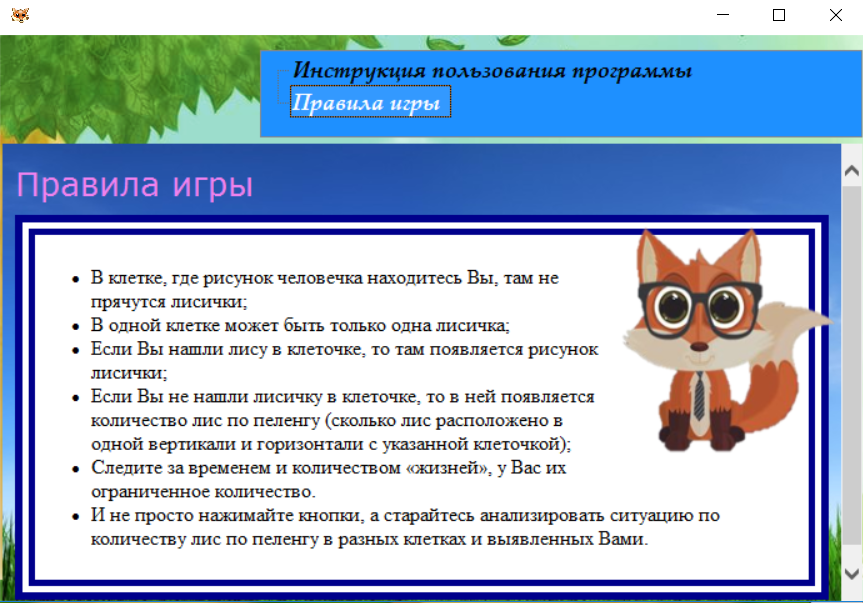 Инструкция пользования программы
Правила игры
Правила игры
• В клетке, где рисунок человечка находитесь Вы, там не
прячутся лисички;
• В одной клетке может быть только одна лисичка;
• Если Вы нашли лису в клеточке, то там появляется рисунок
лисички;
• Если Вы не нашли лисичку в клеточке, то в ней появляется
количество лис по пеленгу (сколько лис расположено в
одной вертикали и горизонтали с указанной клеточкой);
• Следите за временем и количеством «жизней», у Вас их
ограниченное количество.
• И не просто нажимайте кнопки, а старайтесь анализировать ситуацию по
количеству лис по пеленгу в разных клетках и выявленных Вами.